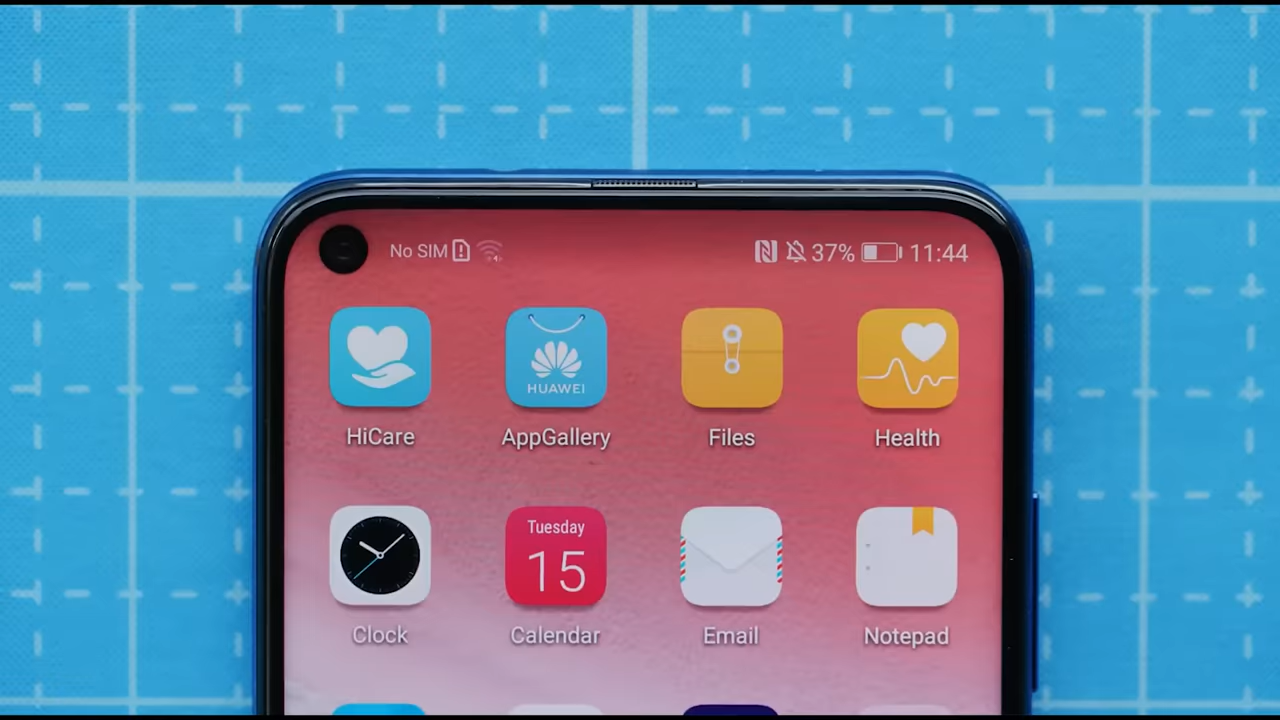 No SIM 37% 11:44
HUAWEI
HiCare AppGallery Files Health
Tuesday
15
Clock Calendar Email Notepad